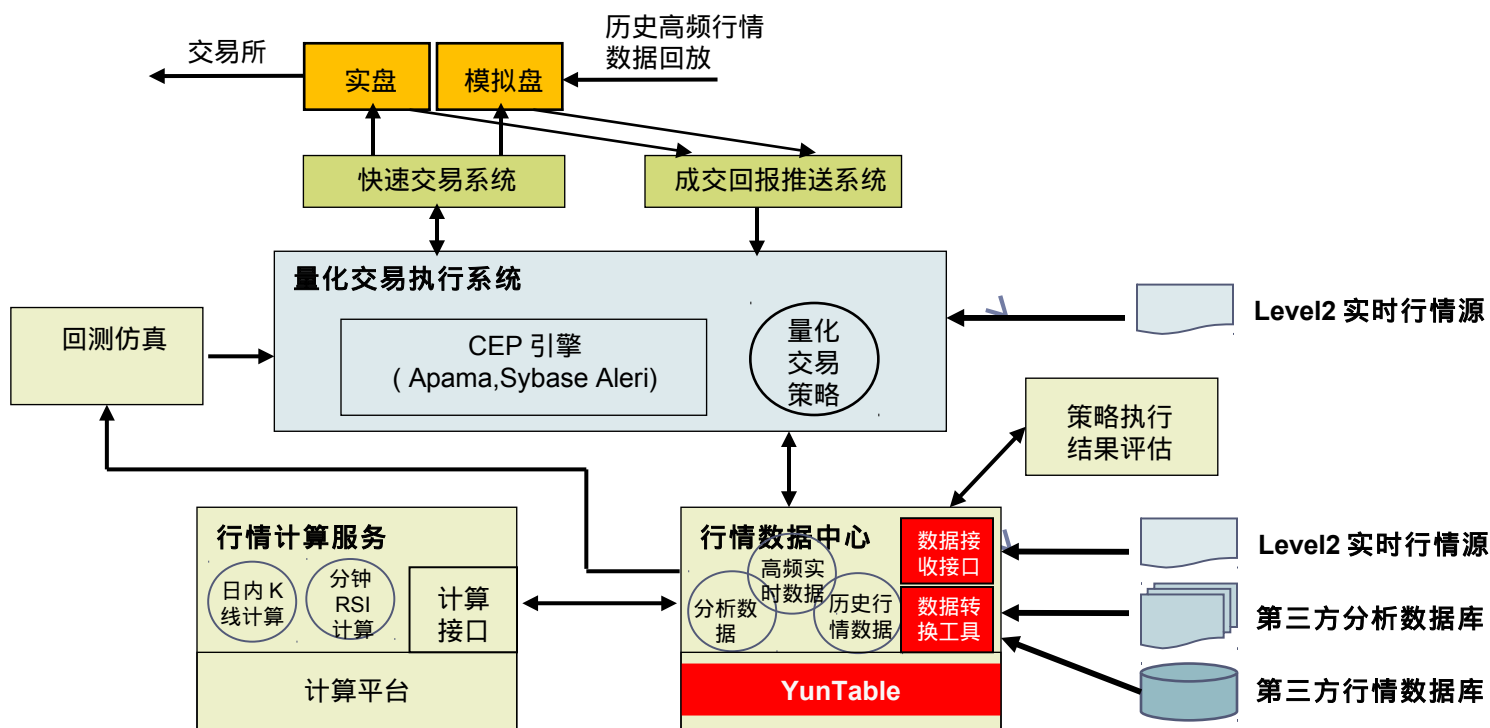 交易所
实盘
模拟盘
历史高频行情
数据回放
快速交易系统
成交回报推送系统
量化交易执行系统
CEP 引擎
( Apama,Sybase Aleri)
量化
交易
策略
Level2 实时行情源
回测仿真
策略执行
结果评估
行情计算服务
日内 K
线计算
分钟
RSI
计算
计算
接口
计算平台
行情数据中心
分析数
据
高频实
时数据
历史行
情数据
数据接
收接口
数据转
换工具
YunTable
Level2 实时行情源
第三方分析数据库
第三方行情数据库